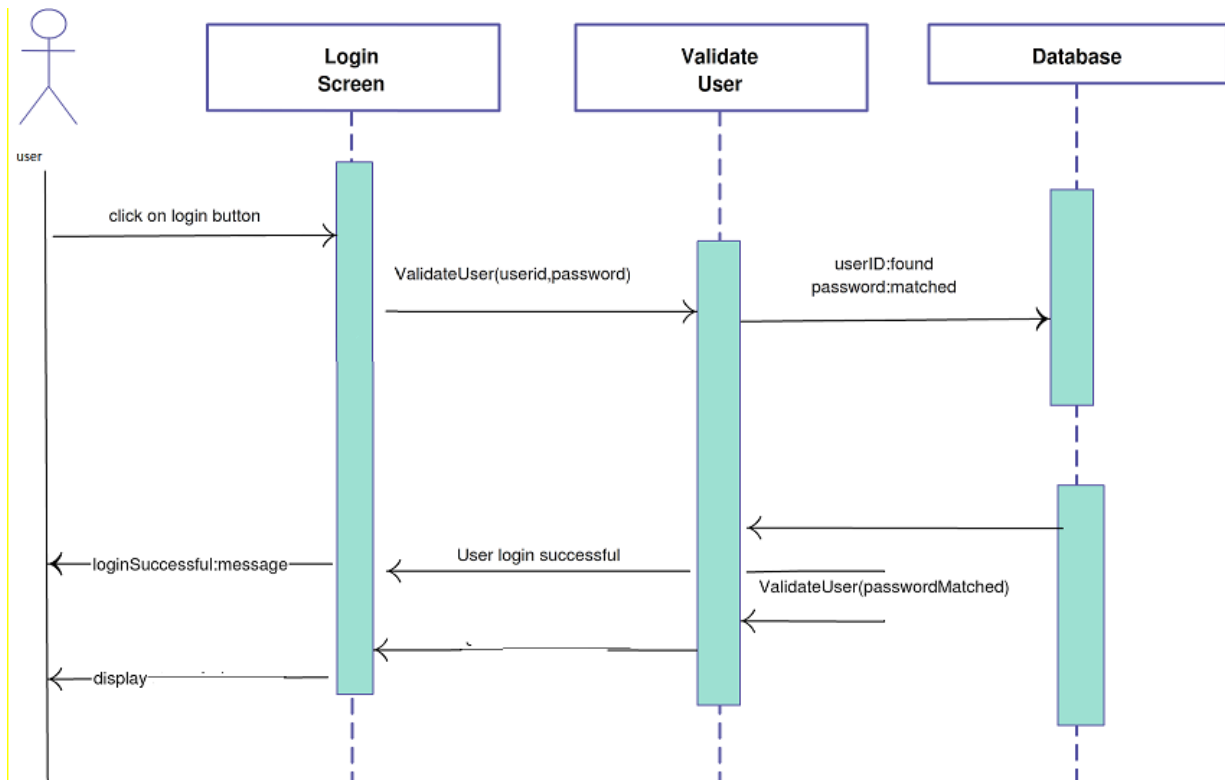 Login
Screen
Validate
User
Database
user
click on login button
ValidateUser(userid,password)
userID:found
password:matched
loginSuccessful:message
User login successful
ValidateUser(passwordMatched)
display